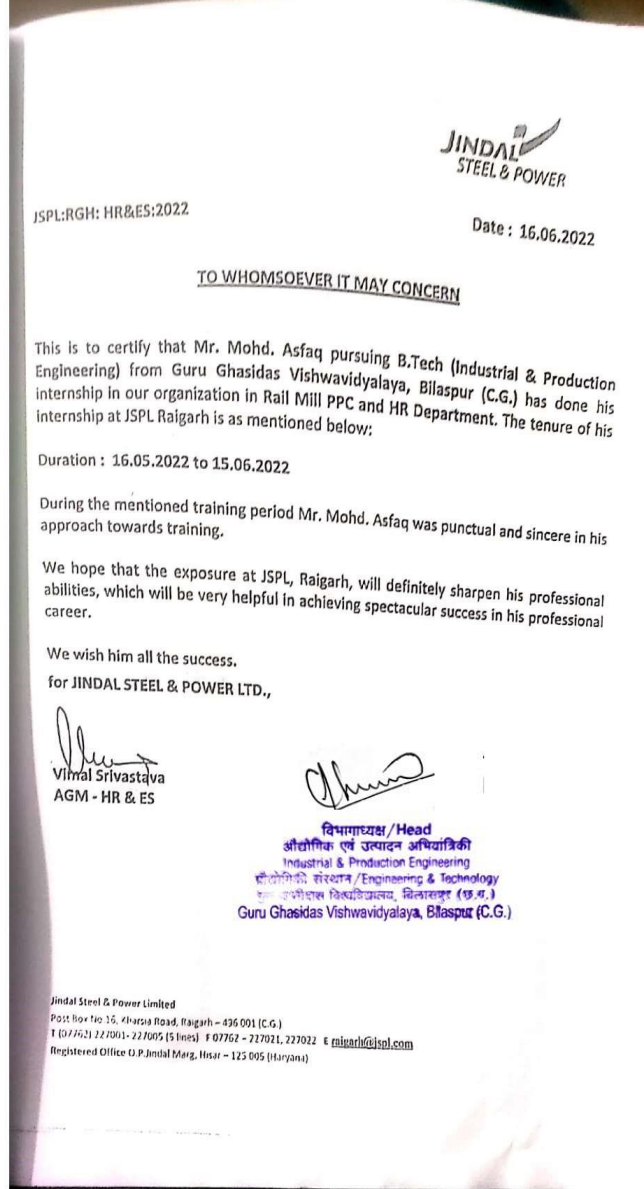 JINDAL
STEEL & POWER
JSPL:RGH: HR&ES:2022
Date : 16.06.2022
TO WHOMSOEVER IT MAY CONCERN
This is to certify that Mr. Mohd. Asfaq pursuing B.Tech (Industrial & Production
Engineering) from Guru Ghasidas Vishwavidyalaya, Bilaspur (C.G.) has done his
internship in our organization in Rail Mill PPC and HR Department. The tenure of his
internship at JSPL Raigarh is as mentioned below:
Duration : 16.05.2022 to 15.06.2022
During the mentioned training period Mr. Mohd. Asfaq was punctual and sincere in his
approach towards training.
We hope that the exposure at JSPL, Raigarh, will definitely sharpen his professional
abilities, which will be very helpful in achieving spectacular success in his professional
career.
We wish him all the success.
for JINDAL STEEL & POWER LTD.,
Vimal Srivastava
AGM - HR & ES
विभागाध्यक्ष/Head
औद्योगिक एवं उत्पादन अभियांत्रिकी
Industrial & Production Engineering
संस्थान/Engineering & Technology
विश्वविद्यालय, बिलासपुर (छ.ग.)
Guru Ghasidas Vishwavidyalaya, Bilaspur (C.G.)
Jindal Steel & Power Limited
Post Box No 16, Kharsia Road, Raigarh – 496 001 (C.G.)
T (07762) 227001- 227005 (5 lines) F 07762 – 227021, 227022 E raigarh@jspl.com
Registered Office O.P.Jindal Marg, Hisar – 125 005 (Haryana)